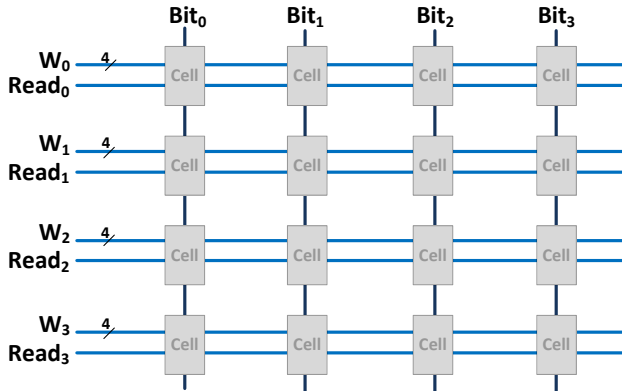 Bit₀ Bit₁ Bit₂ Bit₃
W₀ 4 Cell Cell Cell Cell
Read₀
W₁ 4 Cell Cell Cell Cell
Read₁
W₂ 4 Cell Cell Cell Cell
Read₂
W₃ 4 Cell Cell Cell Cell
Read₃